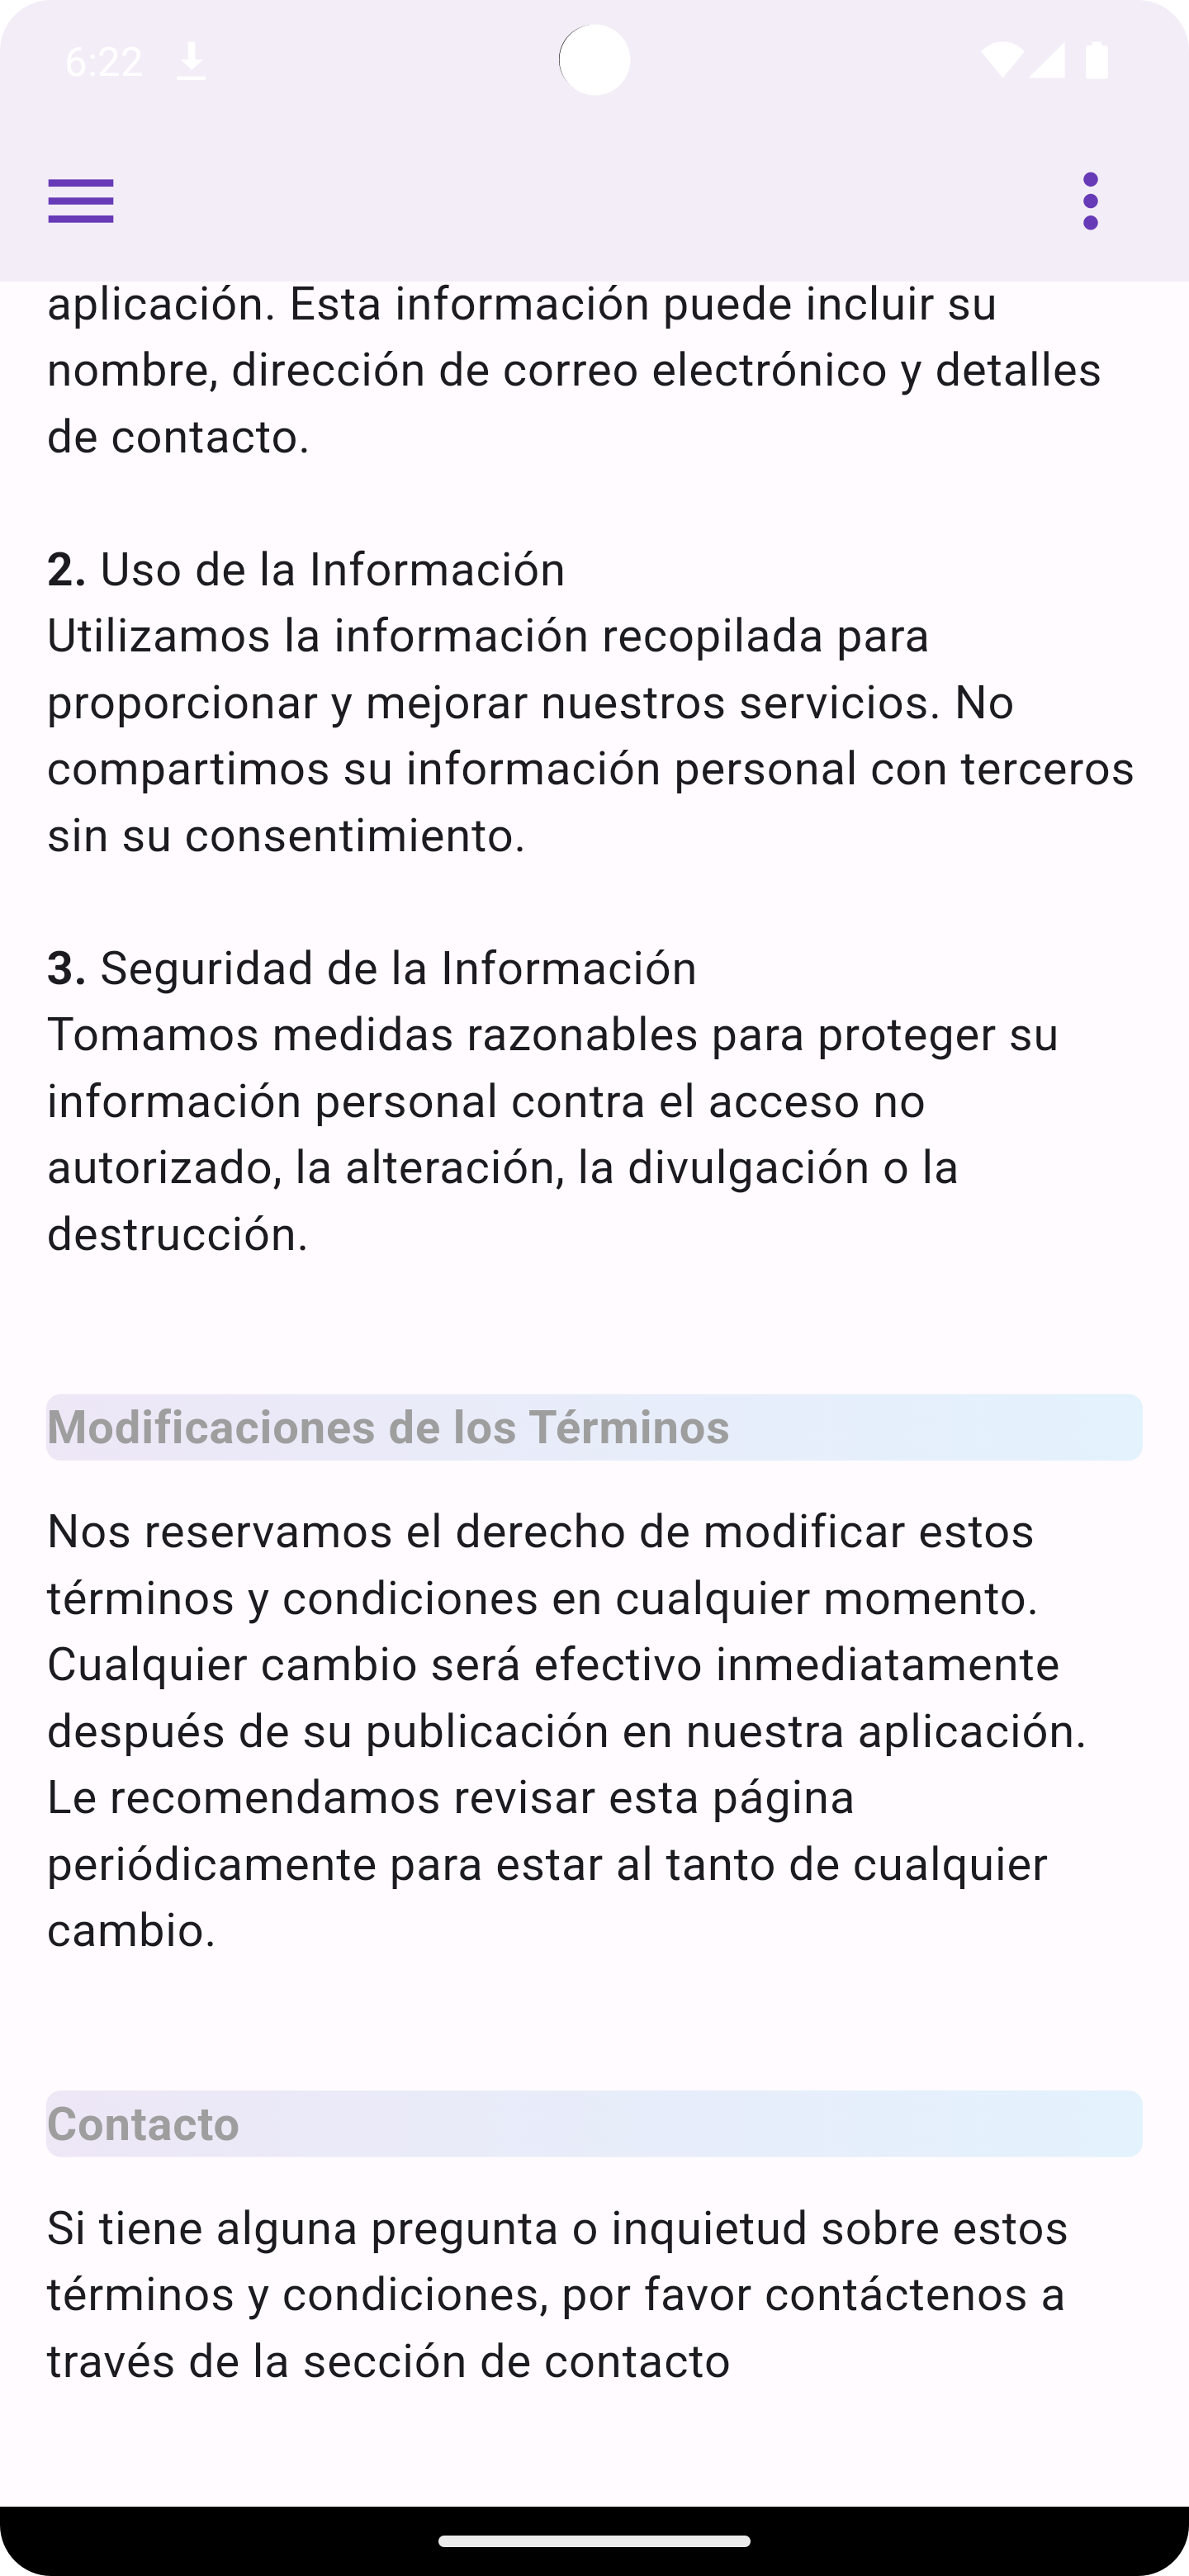 6:22
aplicación. Esta información puede incluir su
nombre, dirección de correo electrónico y detalles
de contacto.
2. Uso de la Información
Utilizamos la información recopilada para
proporcionar y mejorar nuestros servicios. No
compartimos su información personal con terceros
sin su consentimiento.
3. Seguridad de la Información
Tomamos medidas razonables para proteger su
información personal contra el acceso no
autorizado, la alteración, la divulgación o la
destrucción.
Modificaciones de los Términos
Nos reservamos el derecho de modificar estos
términos y condiciones en cualquier momento.
Cualquier cambio será efectivo inmediatamente
después de su publicación en nuestra aplicación.
Le recomendamos revisar esta página
periódicamente para estar al tanto de cualquier
cambio.
Contacto
Si tiene alguna pregunta o inquietud sobre estos
términos y condiciones, por favor contáctenos a
través de la sección de contacto